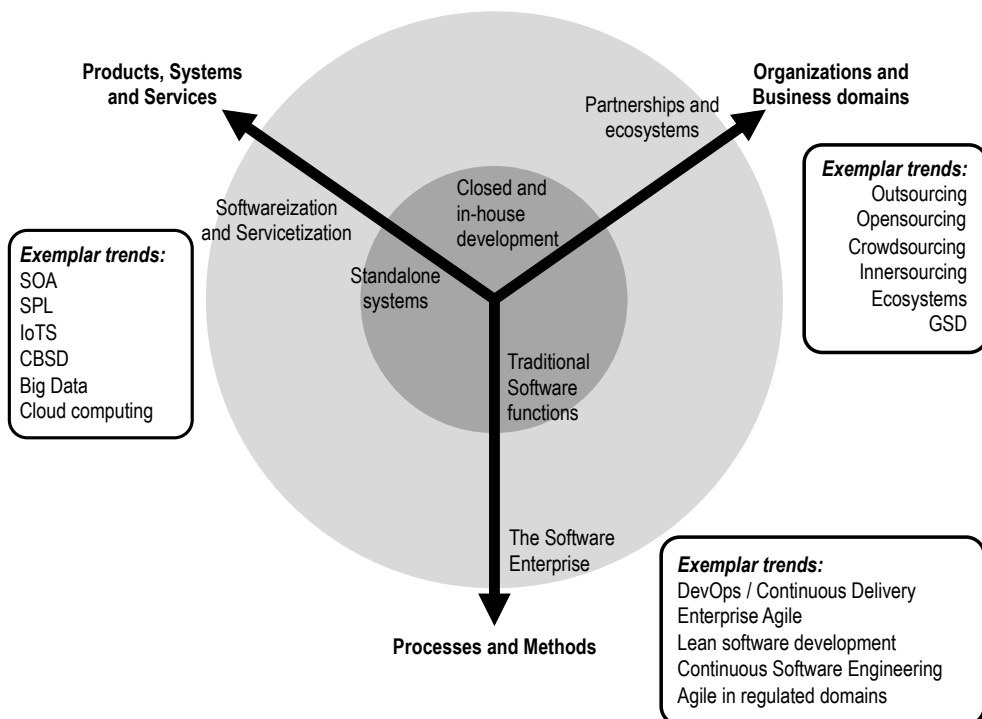 Products, Systems
and Services
Organizations and
Business domains
Partnerships and
ecosystems
Closed and
in-house
development
Softwareization
and Servicetization
Standalone
systems
Traditional
Software
functions
The Software
Enterprise
Processes and Methods
Exemplar trends:
SOA
SPL
IoTS
CBSD
Big Data
Cloud computing
Exemplar trends:
Outsourcing
Opensourcing
Crowdsourcing
Innersourcing
Ecosystems
GSD
Exemplar trends:
DevOps / Continuous Delivery
Enterprise Agile
Lean software development
Continuous Software Engineering
Agile in regulated domains